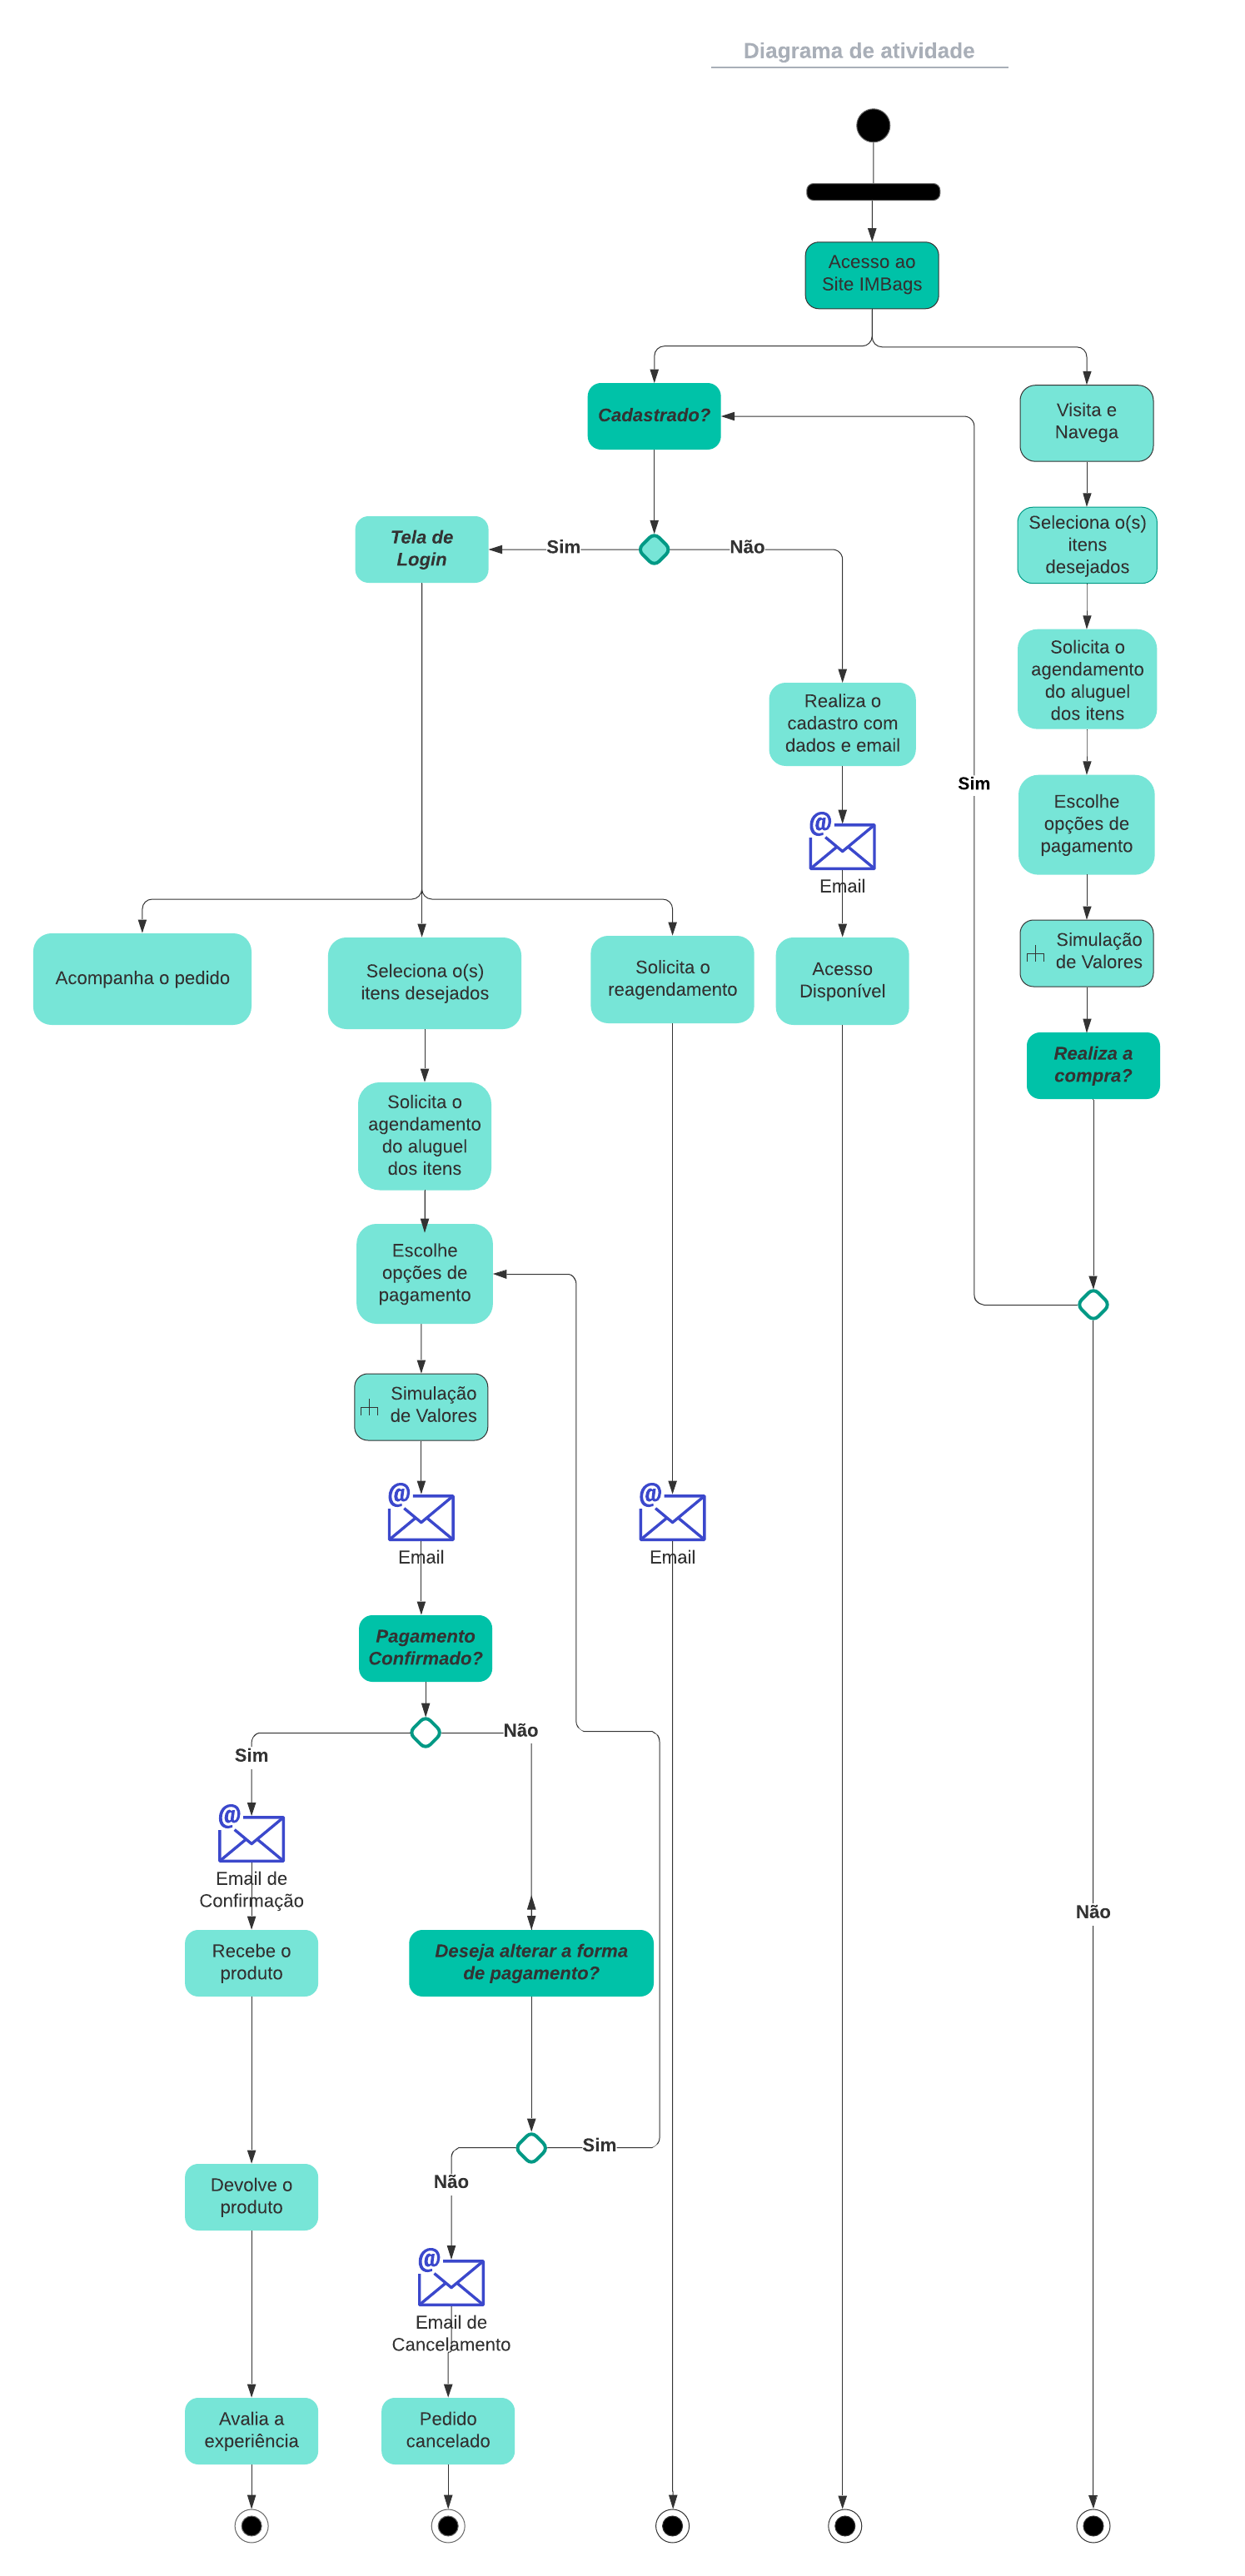 Diagrama de atividade
Acesso ao
Site IMBags
Cadastrado?
Visita e
Navega
Tela de
Login
Sim
Não
Seleciona o(s)
itens
desejados
Solicita o
agendamento
do aluguel
dos itens
Realiza o
cadastro com
dados e email
Sim
Escolhe
opções de
pagamento
@
Email
Acompanha o pedido
Seleciona o(s)
itens desejados
Solicita o
reagendamento
Acesso
Disponível
Simulação
de Valores
Realiza a
compra?
Solicita o
agendamento
do aluguel
dos itens
Escolhe
opções de
pagamento
Simulação
de Valores
@
Email
@
Email
Pagamento
Confirmado?
Sim
Não
@
Email de
Confirmação
Não
Recebe o
produto
Deseja alterar a forma
de pagamento?
Sim
Não
Devolve o
produto
@
Email de
Cancelamento
Avalia a
experiência
Pedido
cancelado